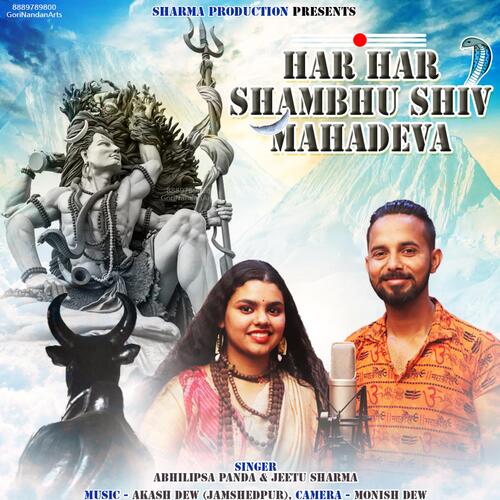 8889789800
GoriNandanArts
SHARMA PRODUCTION PRESENTS
HAR HAR
SHAMBHU SHIV
MAHADEVA
GoriNandanArts
SINGER
ABHILIPSA PANDA & JEETU SHARMA
MUSIC - AKASH DEW (JAMSHEDPUR), CAMERA - MONISH DEW